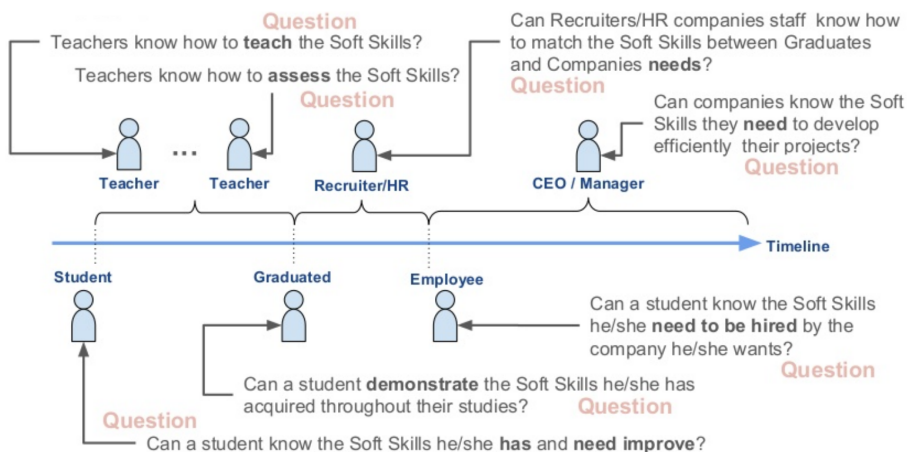 Question
Teachers know how to teach the Soft Skills?
Teachers know how to assess the Soft Skills?
Question
Can Recruiters/HR companies staff know how
to match the Soft Skills between Graduates
and Companies needs?
Question
Can companies know the Soft
Skills they need to develop
efficiently their projects?
Question
...
Teacher
Teacher
Recruiter/HR
CEO / Manager
Timeline
Student
Graduated
Employee
Can a student know the Soft Skills
he/she need to be hired by the
company he/she wants?
Question
Can a student demonstrate the Soft Skills he/she has
acquired throughout their studies?
Question
Question
Can a student know the Soft Skills he/she has and need improve?